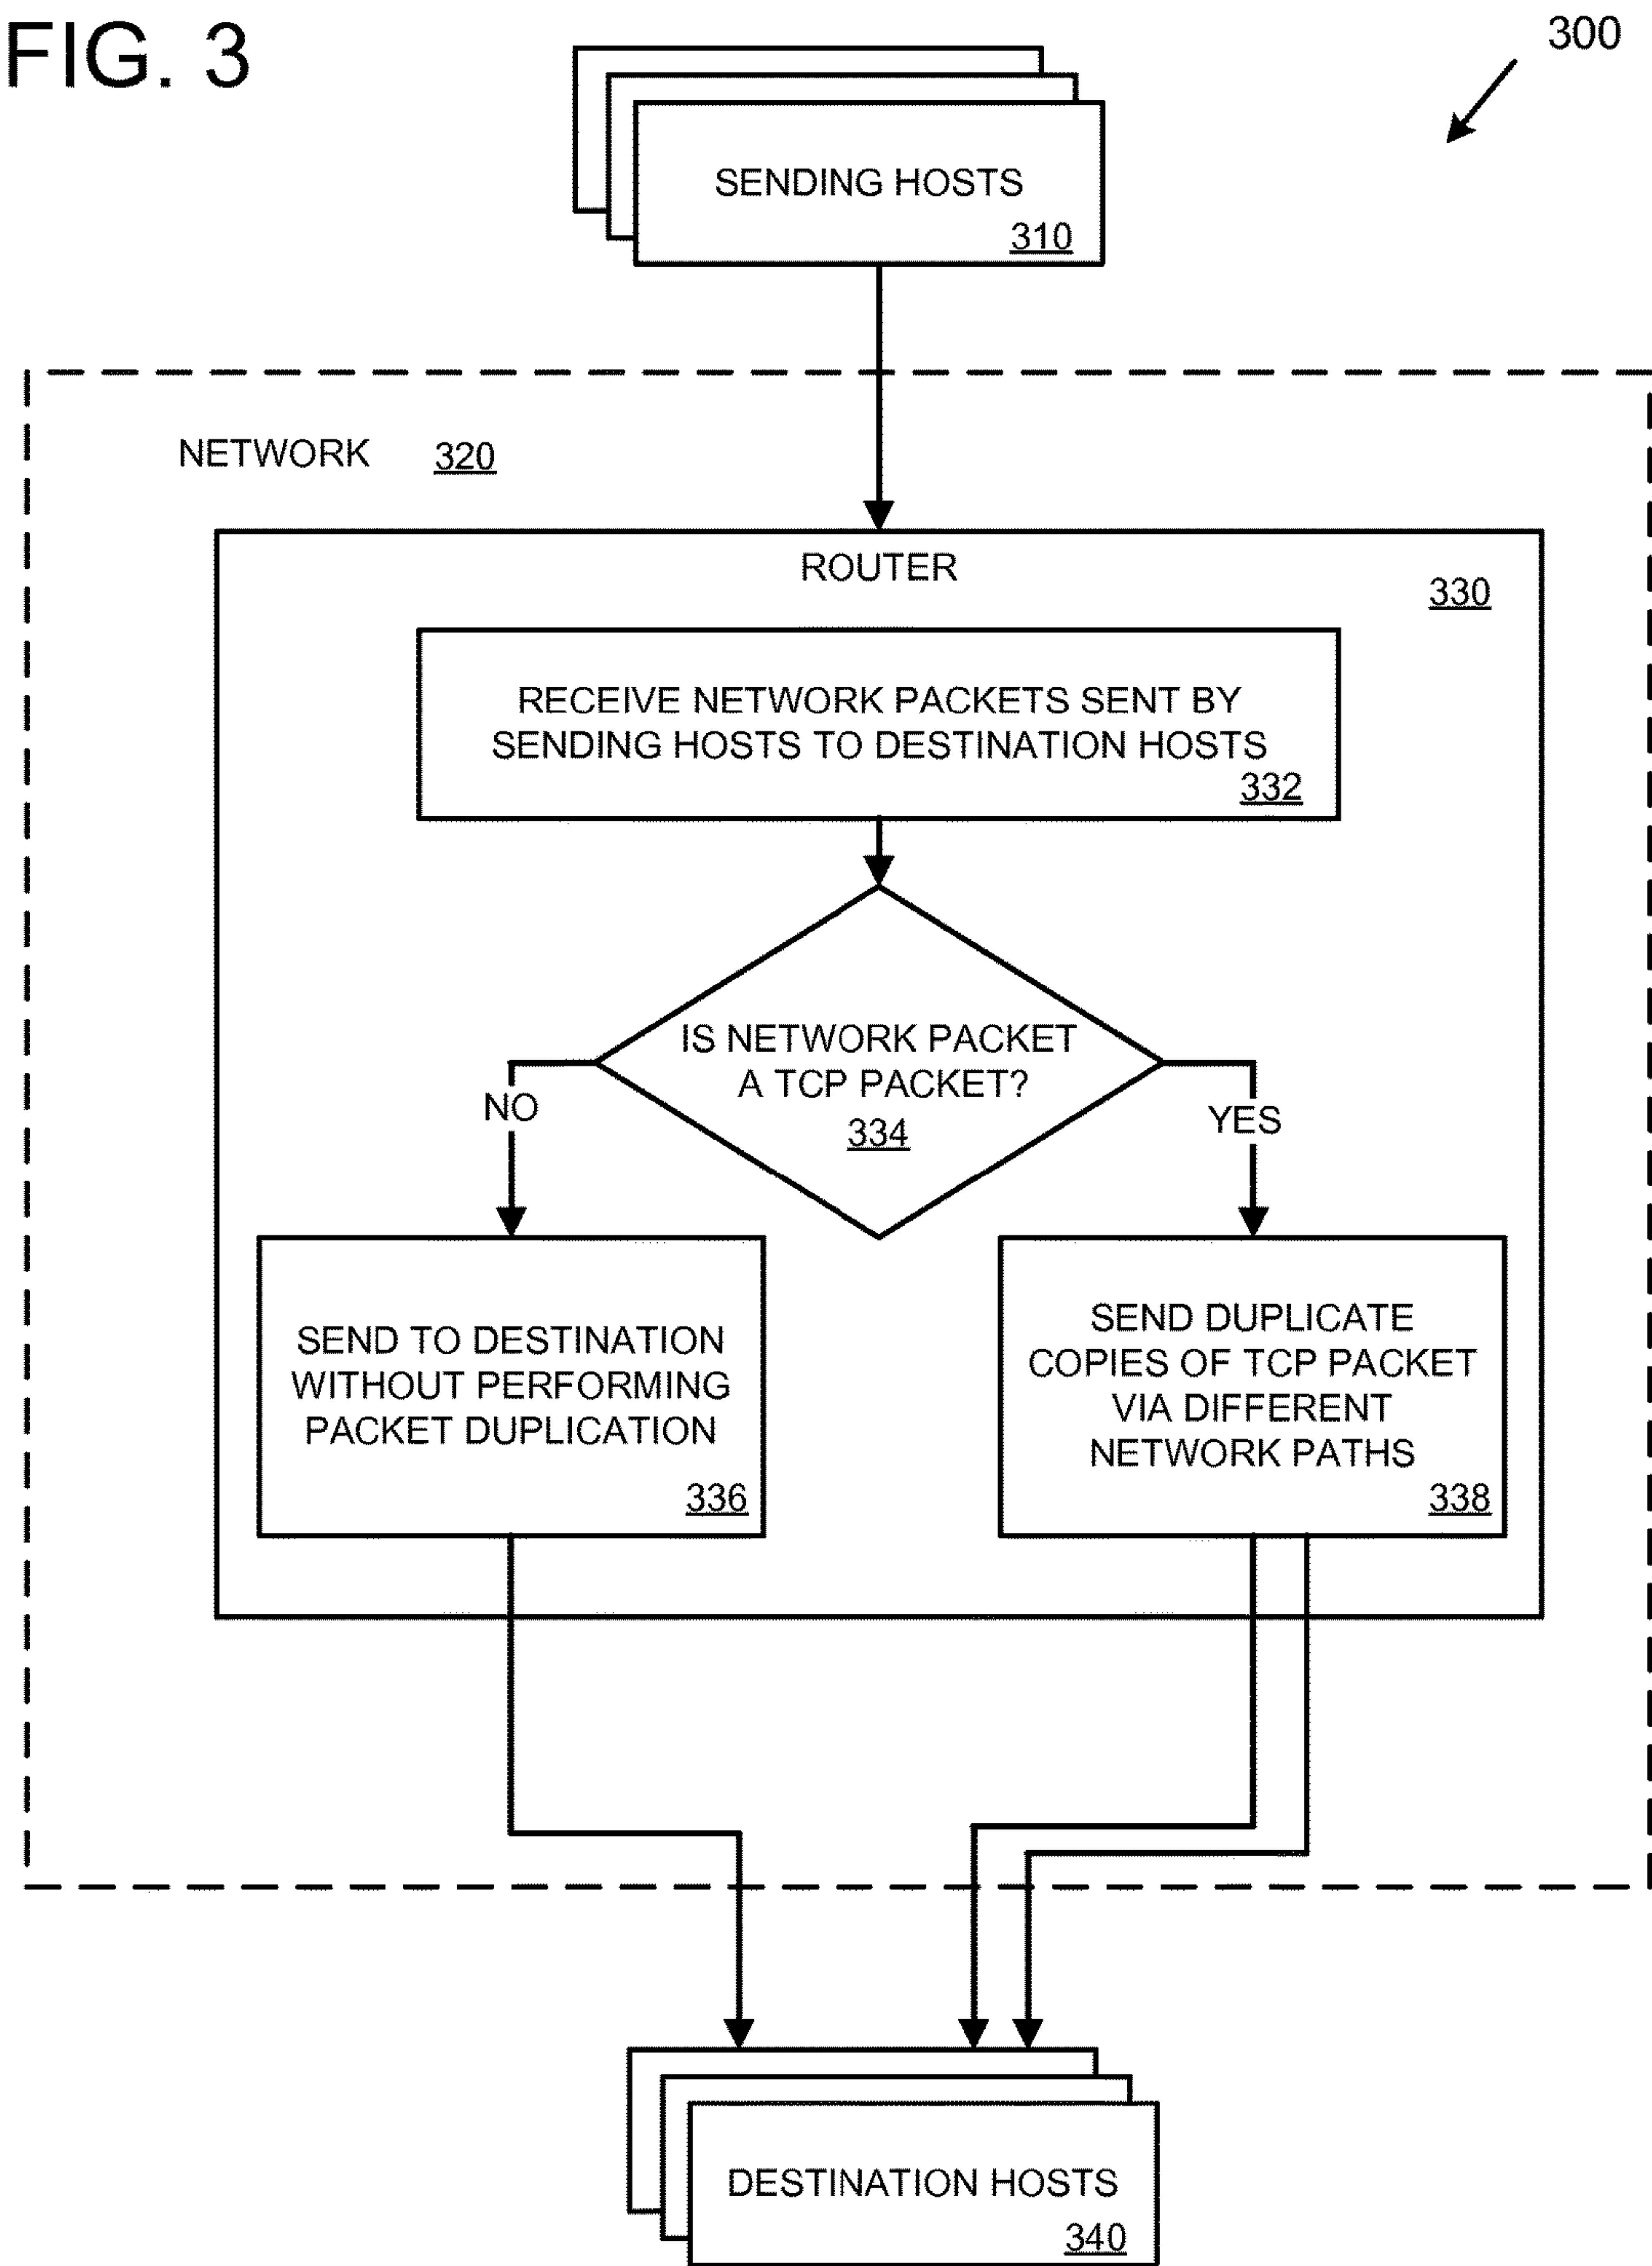 FIG. 3
300
SENDING HOSTS
310
NETWORK 320
ROUTER
330
RECEIVE NETWORK PACKETS SENT BY
SENDING HOSTS TO DESTINATION HOSTS
332
IS NETWORK PACKET
A TCP PACKET?
334
NO
YES
SEND TO DESTINATION
WITHOUT PERFORMING
PACKET DUPLICATION
336
SEND DUPLICATE
COPIES OF TCP PACKET
VIA DIFFERENT
NETWORK PATHS
338
DESTINATION HOSTS
340